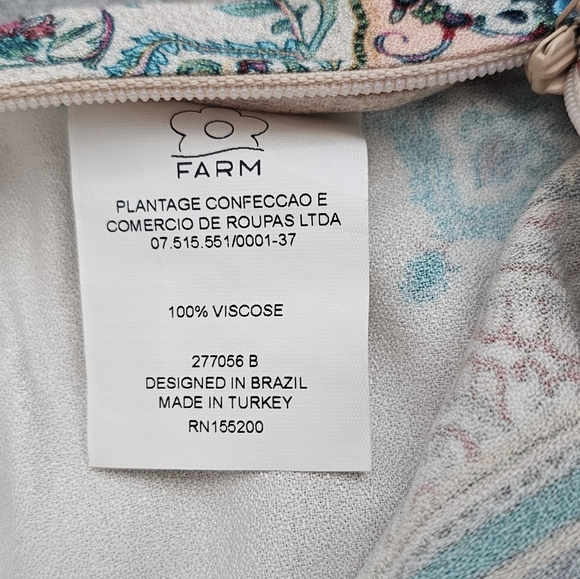 FARM
PLANTAGE CONFECCAO E
COMERCIO DE ROUPAS LTDA
07.515.551/0001-37
100% VISCOSE
277056 B
DESIGNED IN BRAZIL
MADE IN TURKEY
RN155200